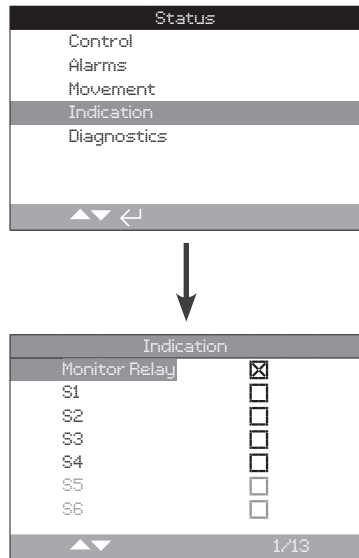 Status
Control
Alarms
Movement
Indication
Diagnostics
Indication
Monitor Relay
S1
S2
S3
S4
S5
S6
1/13